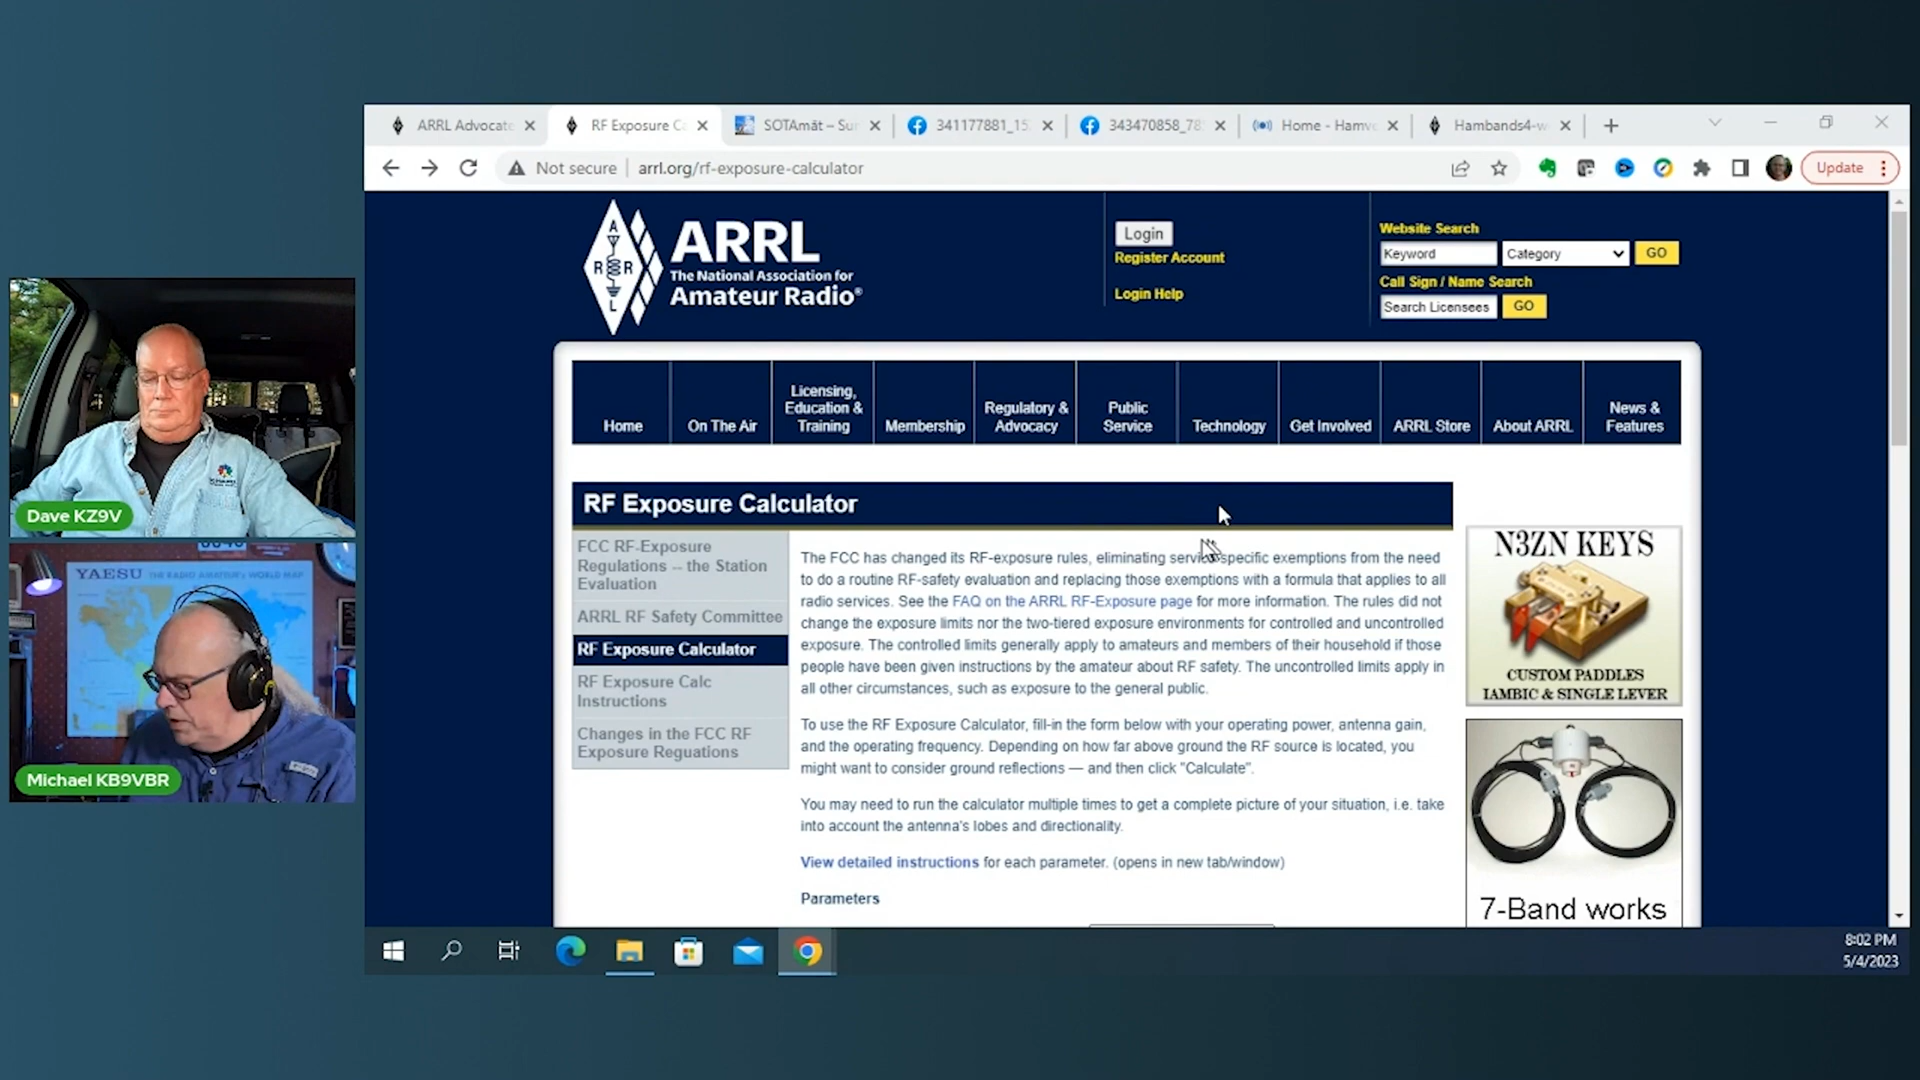 ARRL Advocate
RF Exposure Ca
SOTAmāt – Sur
341177881_15
343470858_78
Home - Hamv
Hambands4-w
Not secure
arrl.org/rf-exposure-calculator
Update
ARRL
ARRL
The National Association for
Amateur Radio®
Login
Register Account
Login Help
Website Search
Keyword
Category
GO
Call Sign / Name Search
Search Licensees
GO
Home
On The Air
Licensing,
Education &
Training
Membership
Regulatory &
Advocacy
Public
Service
Technology
Get Involved
ARRL Store
About ARRL
News &
Features
RF Exposure Calculator
FCC RF-Exposure
Regulations -- the Station
Evaluation
ARRL RF Safety Committee
RF Exposure Calculator
RF Exposure Calc
Instructions
Changes in the FCC RF
Exposure Reguations
The FCC has changed its RF-exposure rules, eliminating service-specific exemptions from the need
to do a routine RF-safety evaluation and replacing those exemptions with a formula that applies to all
radio services. See the FAQ on the ARRL RF-Exposure page for more information. The rules did not
change the exposure limits nor the two-tiered exposure environments for controlled and uncontrolled
exposure. The controlled limits generally apply to amateurs and members of their household if those
people have been given instructions by the amateur about RF safety. The uncontrolled limits apply in
all other circumstances, such as exposure to the general public.
To use the RF Exposure Calculator, fill-in the form below with your operating power, antenna gain,
and the operating frequency. Depending on how far above ground the RF source is located, you
might want to consider ground reflections — and then click "Calculate".
You may need to run the calculator multiple times to get a complete picture of your situation, i.e. take
into account the antenna's lobes and directionality.
View detailed instructions for each parameter. (opens in new tab/window)
Parameters
N3ZN KEYS
CUSTOM PADDLES
IAMBIC & SINGLE LEVER
7-Band works
8:02 PM
5/4/2023
Dave KZ9V
YAESU THE RADIO AMATEUR'S WORLD MAP
Michael KB9VBR